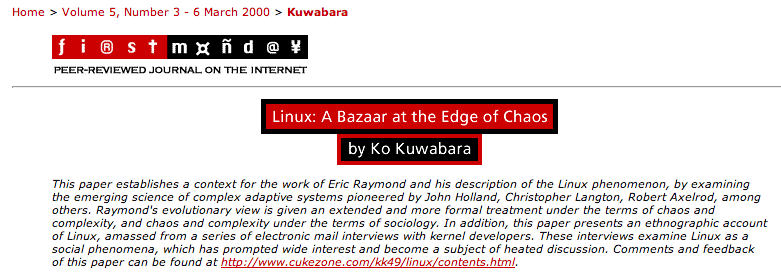 Home > Volume 5, Number 3 - 6 March 2000 > Kuwabara
ƒi®st m¤ñd@¥
PEER-REVIEWED JOURNAL ON THE INTERNET
Linux: A Bazaar at the Edge of Chaos
by Ko Kuwabara
This paper establishes a context for the work of Eric Raymond and his description of the Linux phenomenon, by examining
the emerging science of complex adaptive systems pioneered by John Holland, Christopher Langton, Robert Axelrod, among
others. Raymond's evolutionary view is given an extended and more formal treatment under the terms of chaos and
complexity, and chaos and complexity under the terms of sociology. In addition, this paper presents an ethnographic account
of Linux, amassed from a series of electronic mail interviews with kernel developers. These interviews examine Linux as a
social phenomena, which has prompted wide interest and become a subject of heated discussion. Comments and feedback
of this paper can be found at http://www.cukezone.com/kk49/linux/contents.html.